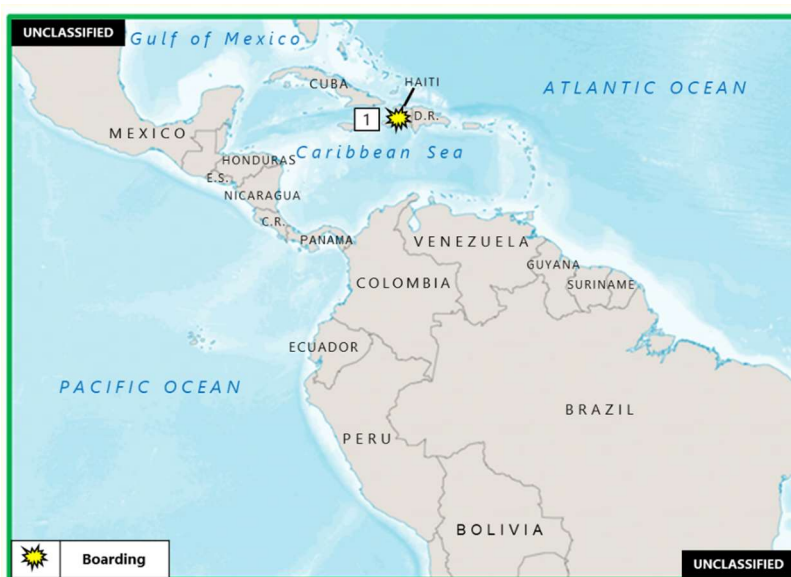 UNCLASSIFIED
Gulf of Mexico
CUBA
HAITI
ATLANTIC OCEAN
1
D.R.
MEXICO
Caribbean Sea
HONDURAS
E.S.
NICARAGUA
C.R.
PANAMA
VENEZUELA
GUYANA
COLOMBIA
SURINAME
ECUADOR
PACIFIC OCEAN
BRAZIL
PERU
BOLIVIA
Boarding
UNCLASSIFIED